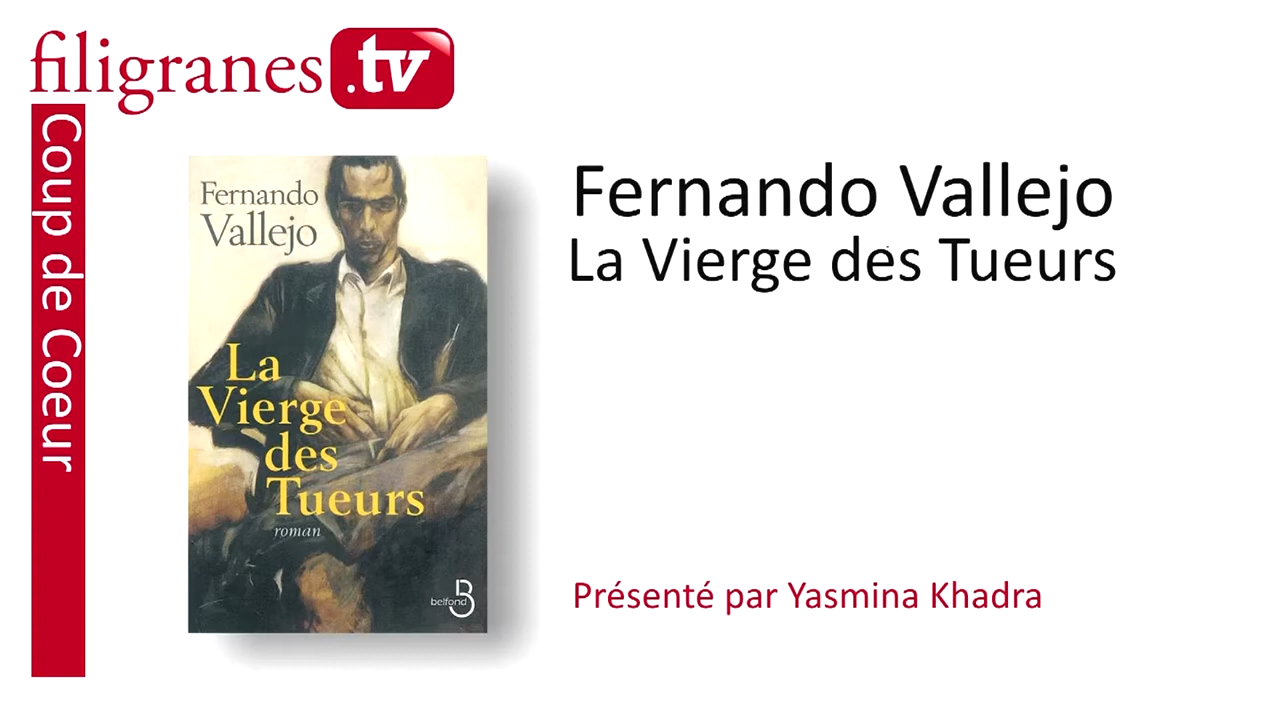 filigranes.tv
Coup de Coeur
Fernando
Vallejo
La
Vierge
des
Tueurs
roman
belfond
B
Fernando Vallejo
La Vierge des Tueurs
Présenté par Yasmina Khadra